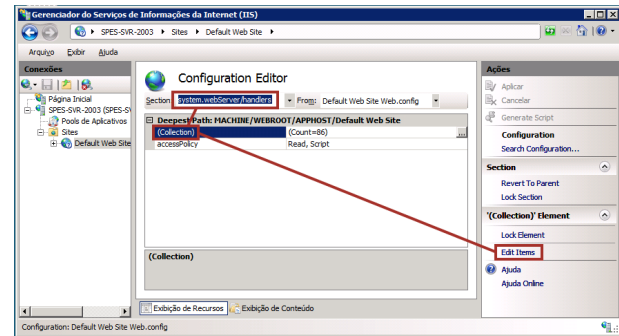 Gerenciador do Serviços de Informações da Internet (IIS)
SPES-SVR-2003 Sites Default Web Site
Arquivo Exibir Ajuda
Conexões
Página Inicial
SPES-SVR-2003 (SPES-SV
Pools de Aplicativos
Sites
Default Web Site
Configuration Editor
Section: system.webServer/handlers From: Default Web Site Web.config
Deepest Path: MACHINE/WEBROOT/APPHOST/Default Web Site
(Collection) (Count=86) ...
accessPolicy Read, Script
(Collection)
Exibição de Recursos Exibição de Conteúdo
Ações
Aplicar
Cancelar
Generate Script
Configuration
Search Configuration...
Section
Revert To Parent
Lock Section
'(Collection)' Element
Lock Element
Edit Items
Ajuda
Ajuda Online
Configuration: Default Web Site Web.config